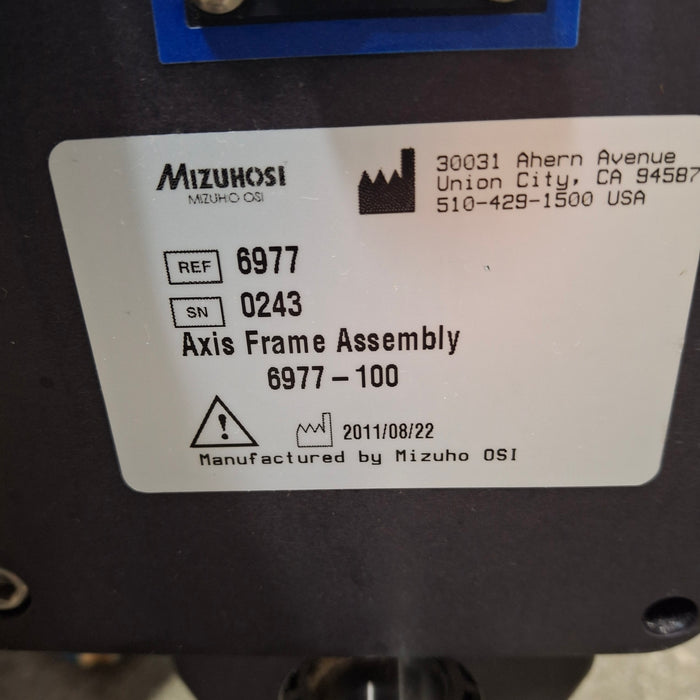 MIZUHOSI
MIZUHO OSI
30031 Ahern Avenue
Union City, CA 94587
510-429-1500 USA
REF 6977
SN 0243
Axis Frame Assembly
6977-100
2011/08/22
Manufactured by Mizuho OSI